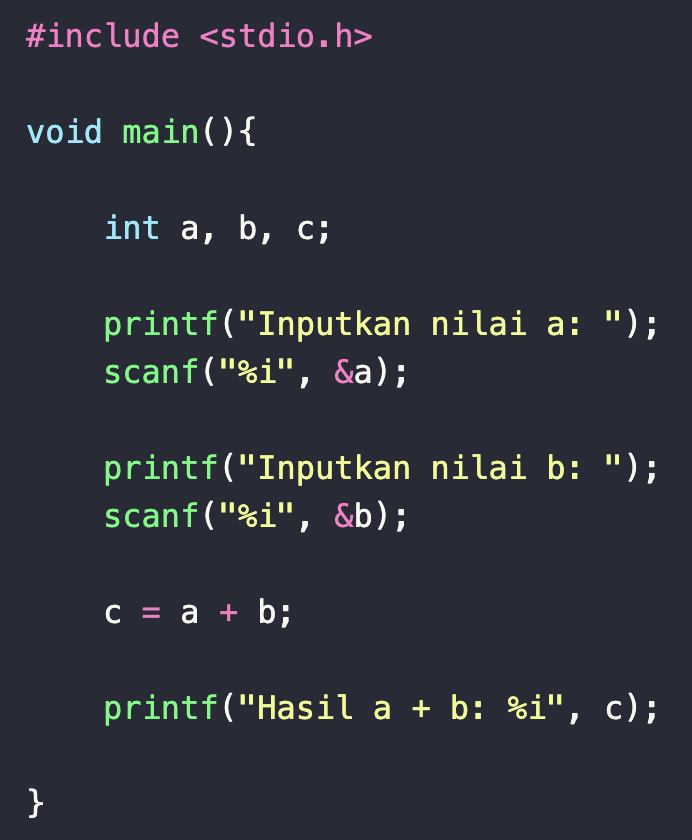 #include <stdio.h>
void main(){
int a, b, c;
printf("Inputkan nilai a: ");
scanf("%i", &a);
printf("Inputkan nilai b: ");
scanf("%i", &b);
c = a + b;
printf("Hasil a + b: %i", c);
}